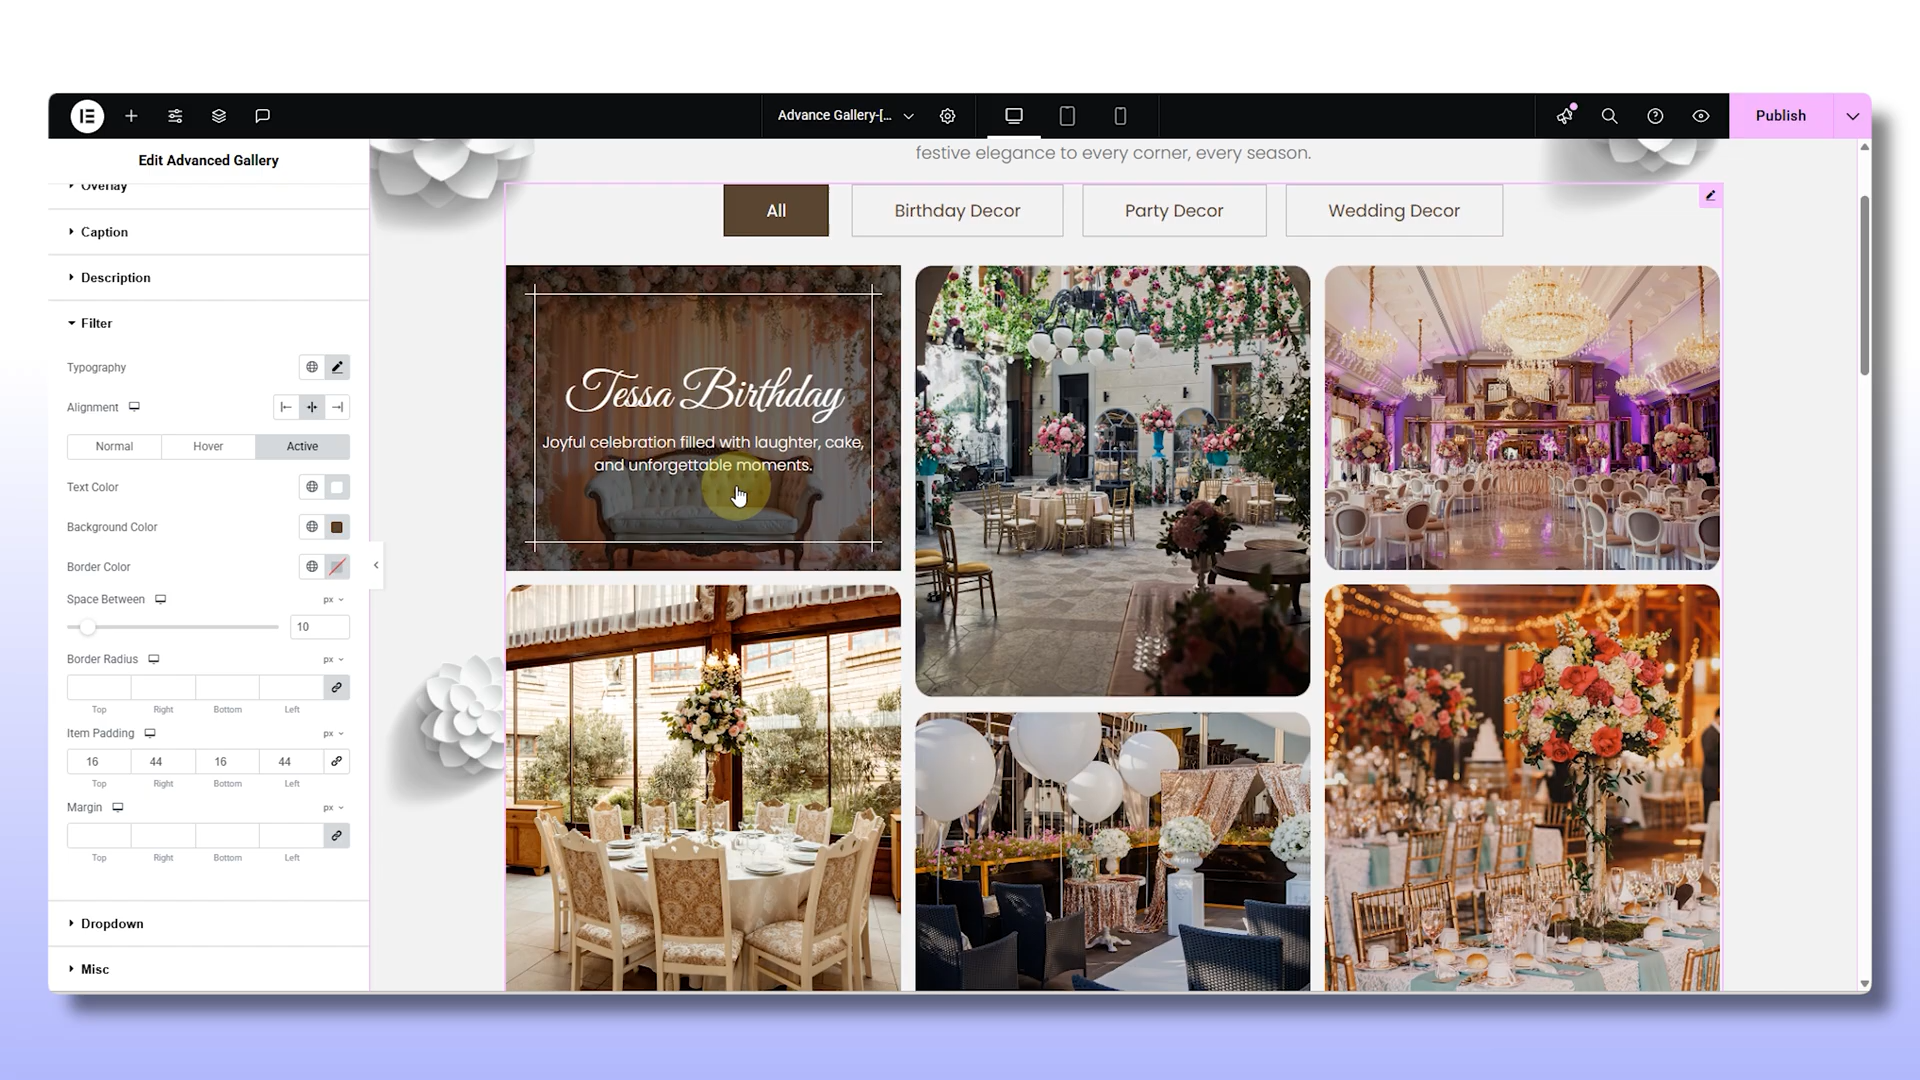 Advance Gallery-[...
Publish
Edit Advanced Gallery
Overlay
Caption
Description
Filter
Typography
Alignment
Normal
Hover
Active
Text Color
Background Color
Border Color
Space Between
px
10
Border Radius
px
Top
Right
Bottom
Left
Item Padding
px
16
44
16
44
Top
Right
Bottom
Left
Margin
px
Top
Right
Bottom
Left
Dropdown
Misc
festive elegance to every corner, every season.
All
Birthday Decor
Party Decor
Wedding Decor
Tessa Birthday
Joyful celebration filled with laughter, cake,
and unforgettable moments.